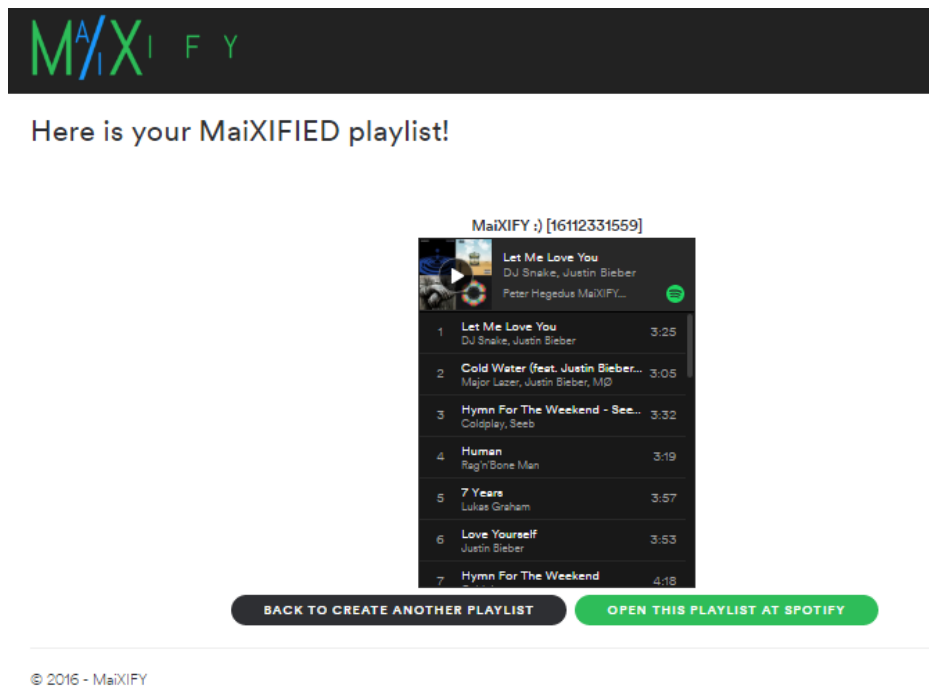 MAIXIFY
Here is your MaiXIFIED playlist!
MaiXIFY :) [16112331559]
Let Me Love You
DJ Snake, Justin Bieber
Peter Hegedus MaiXIFY...
1 Let Me Love You 3:25
DJ Snake, Justin Bieber
2 Cold Water (feat. Justin Bieber... 3:05
Major Lazer, Justin Bieber, MØ
3 Hymn For The Weekend - See... 3:32
Coldplay, Seeb
4 Human 3:19
Rag'n'Bone Man
5 7 Years 3:57
Lukas Graham
6 Love Yourself 3:53
Justin Bieber
7 Hymn For The Weekend 4:18
BACK TO CREATE ANOTHER PLAYLIST OPEN THIS PLAYLIST AT SPOTIFY
© 2016 - MaiXIFY